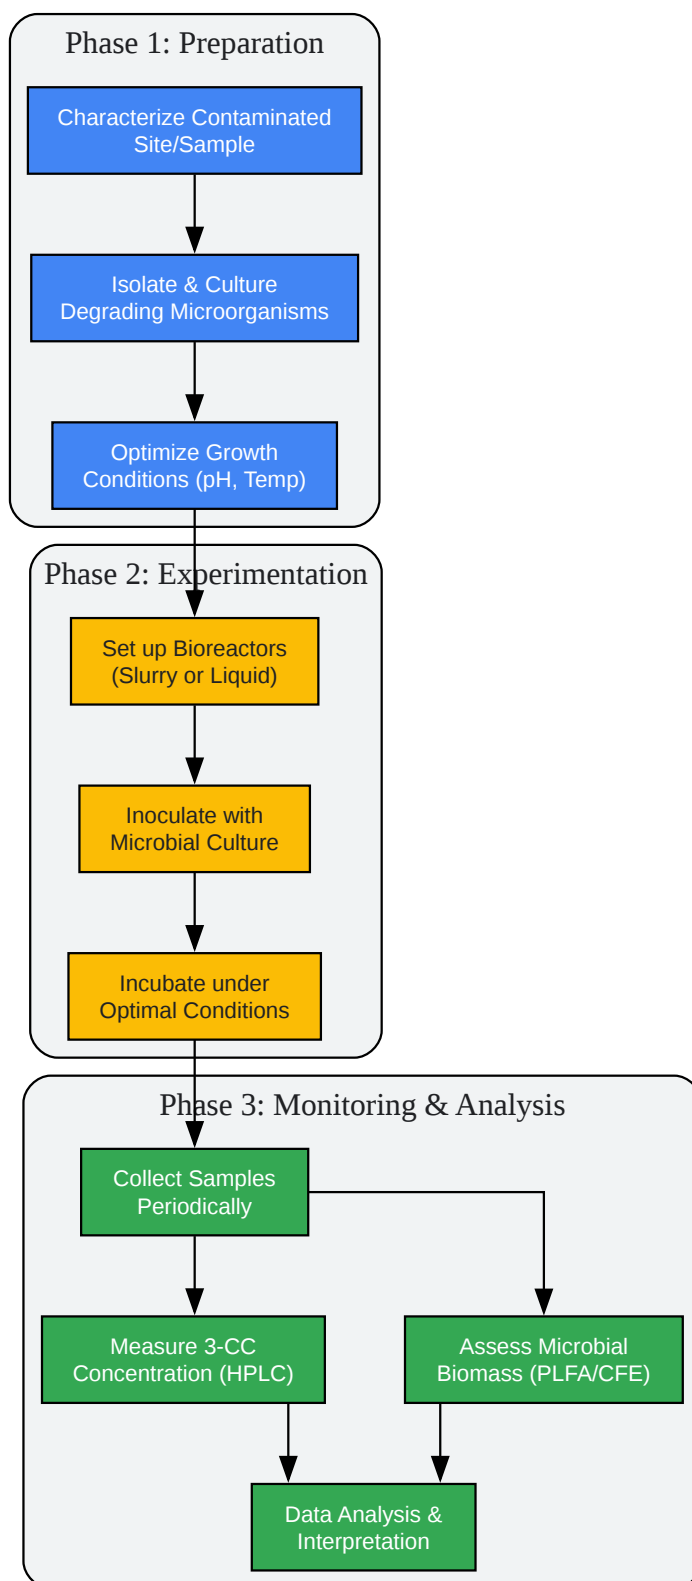 Phase 1: Preparation
Characterize Contaminated
Site/Sample
Isolate & Culture
Degrading Microorganisms
Optimize Growth
Conditions (pH, Temp)
Phase 2: Experimentation
Set up Bioreactors
(Slurry or Liquid)
Inoculate with
Microbial Culture
Incubate under
Optimal Conditions
Phase 3: Monitoring & Analysis
Collect Samples
Periodically
Measure 3-CC
Concentration (HPLC)
Assess Microbial
Biomass (PLFA/CFE)
Data Analysis &
Interpretation